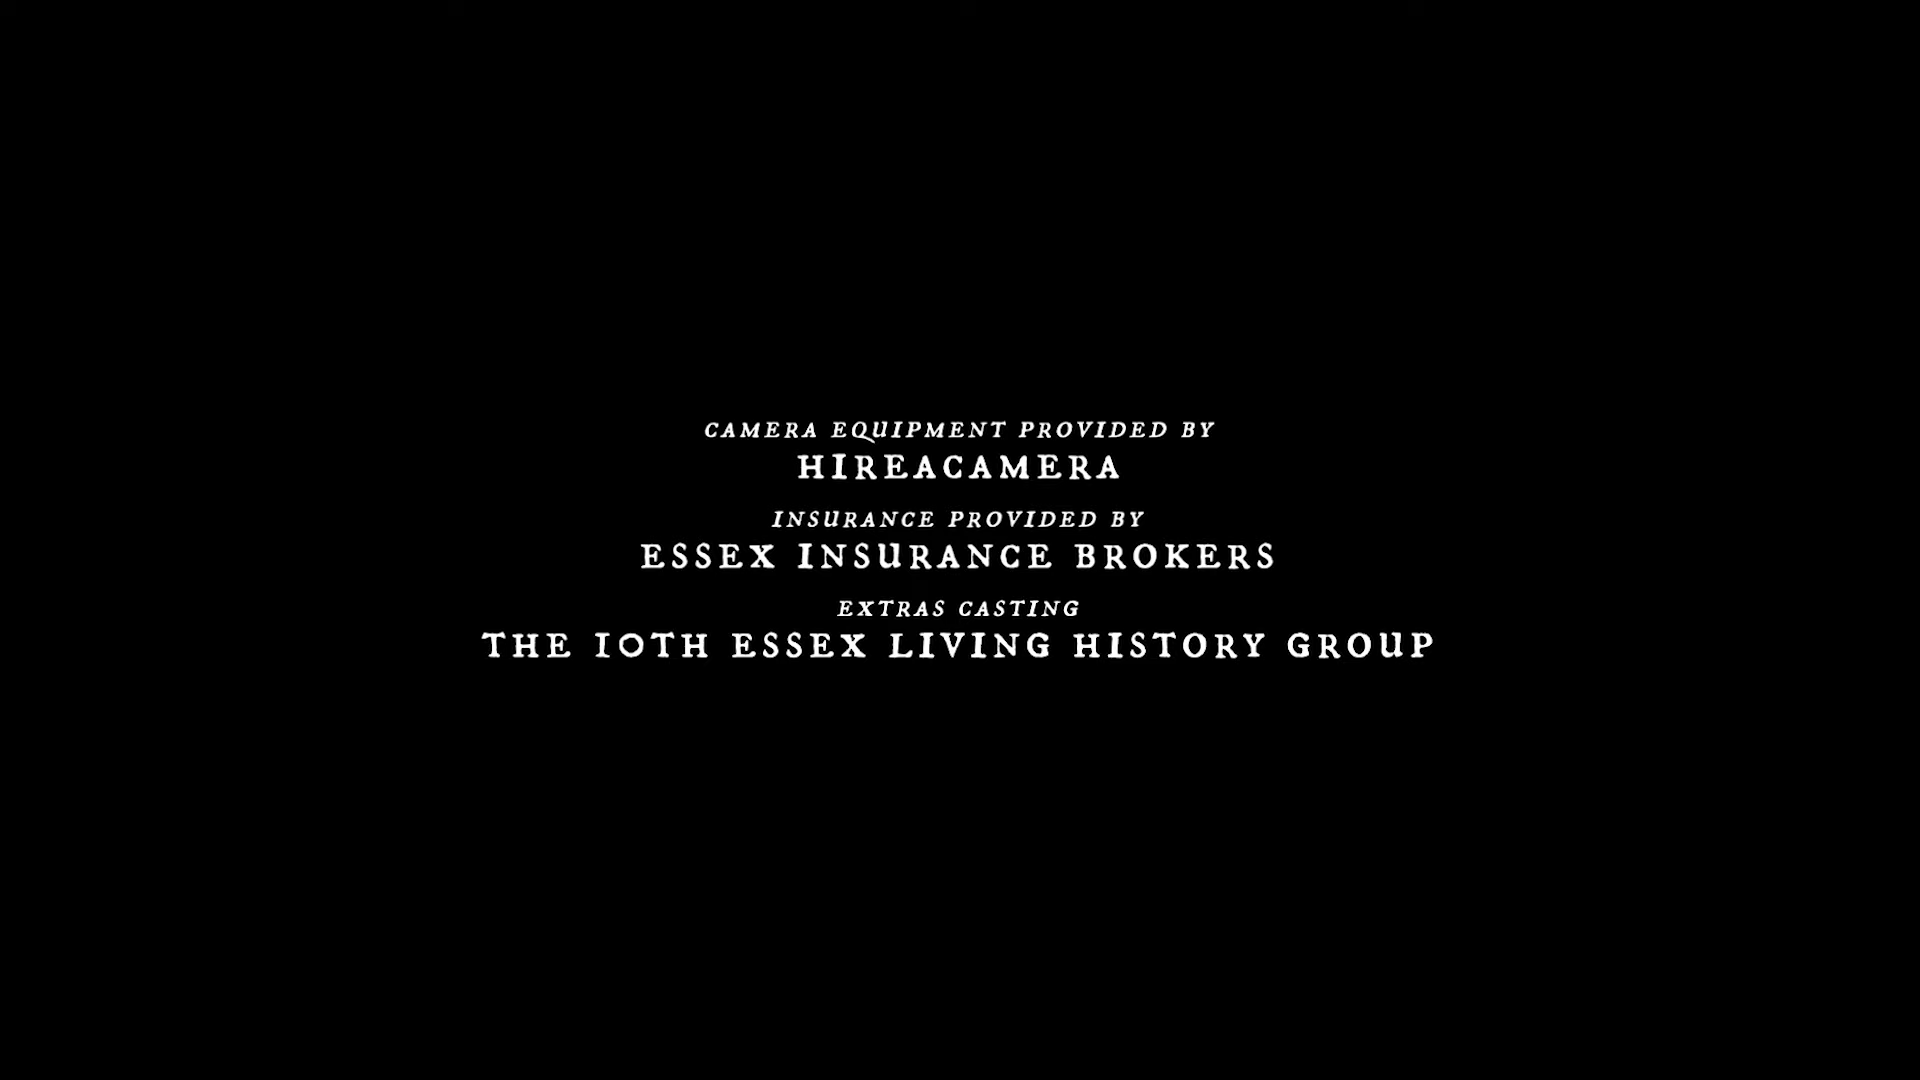 CAMERA EQUIPMENT PROVIDED BY
HIREACAMERA
INSURANCE PROVIDED BY
ESSEX INSURANCE BROKERS
EXTRAS CASTING
THE 10TH ESSEX LIVING HISTORY GROUP